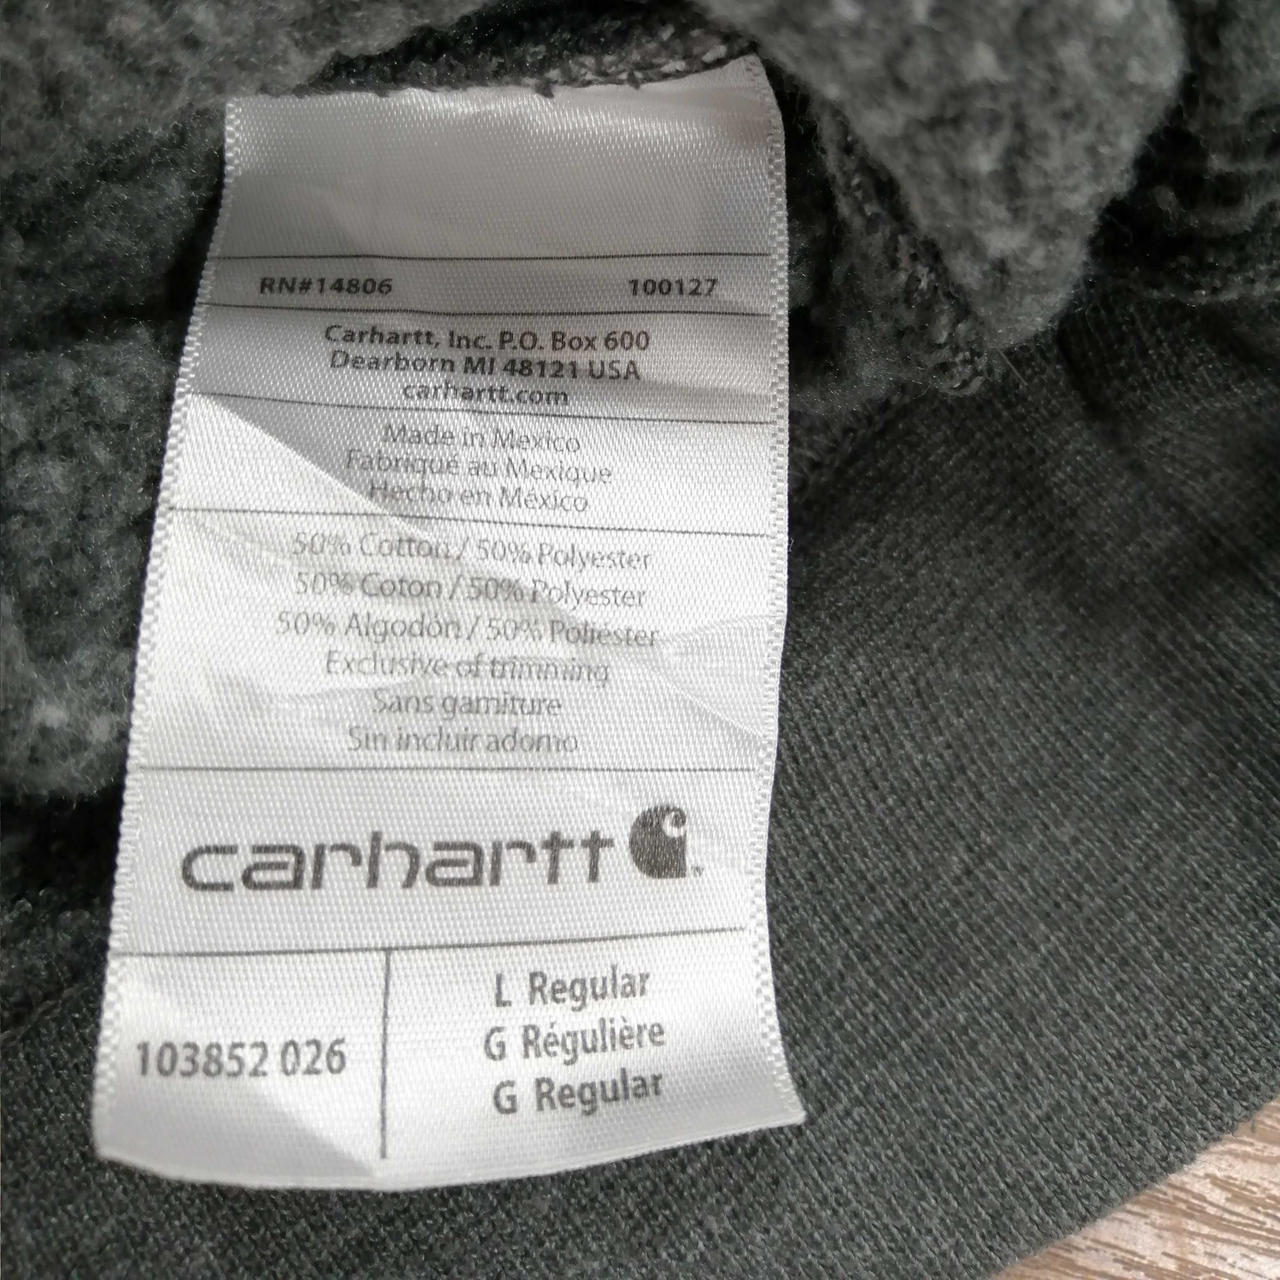 RN#14806 100127
Carhartt, Inc. P.O. Box 600
Dearborn MI 48121 USA
carhartt.com
Made in Mexico
Fabriqué au Mexique
Hecho en México
50% Cotton / 50% Polyester
50% Coton / 50% Polyester
50% Algodón / 50% Poliéster
Exclusive of trimming
Sans garniture
Sin incluir adorno
carhartt
103852 026
L Regular
G Régulière
G Regular